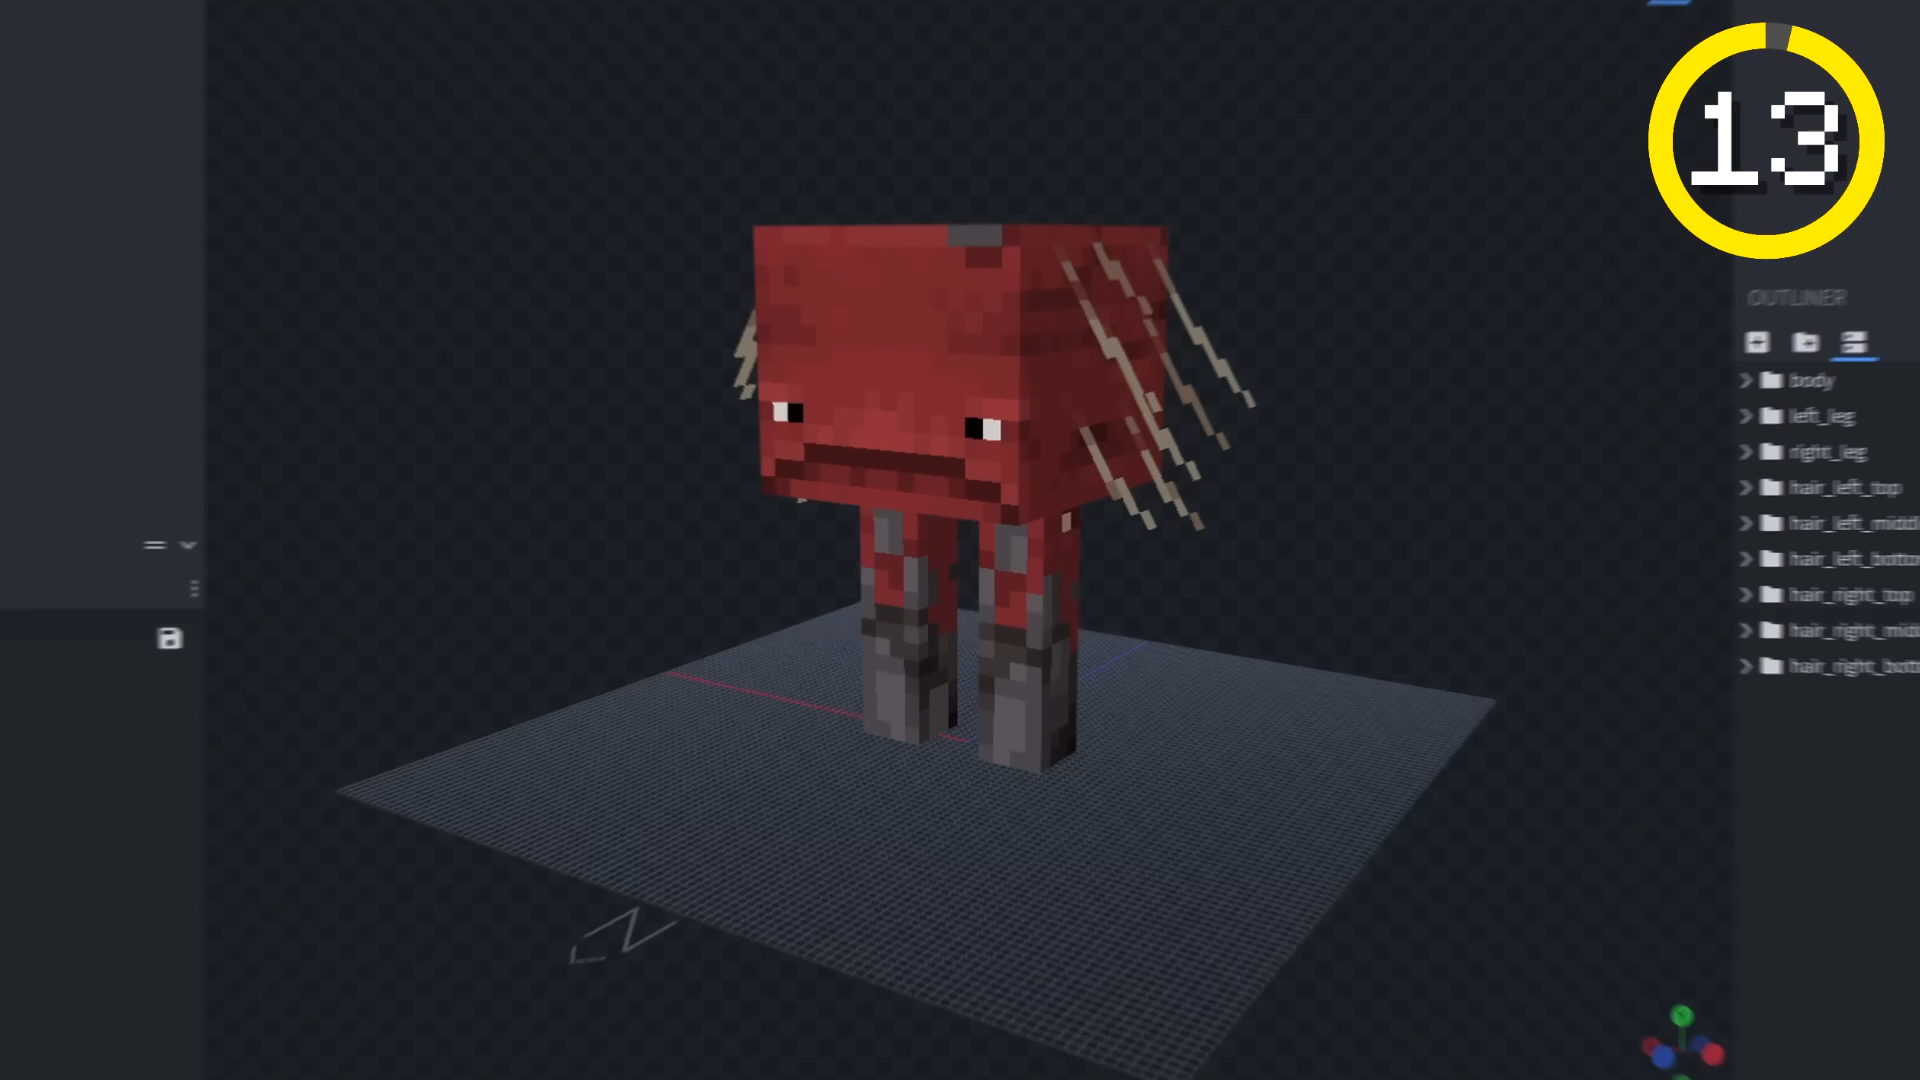 13
OUTLINER
body
left_leg
right_leg
hair_left_top
hair_left_middl
hair_left_botto
hair_right_top
hair_right_midd
hair_right_bott
N